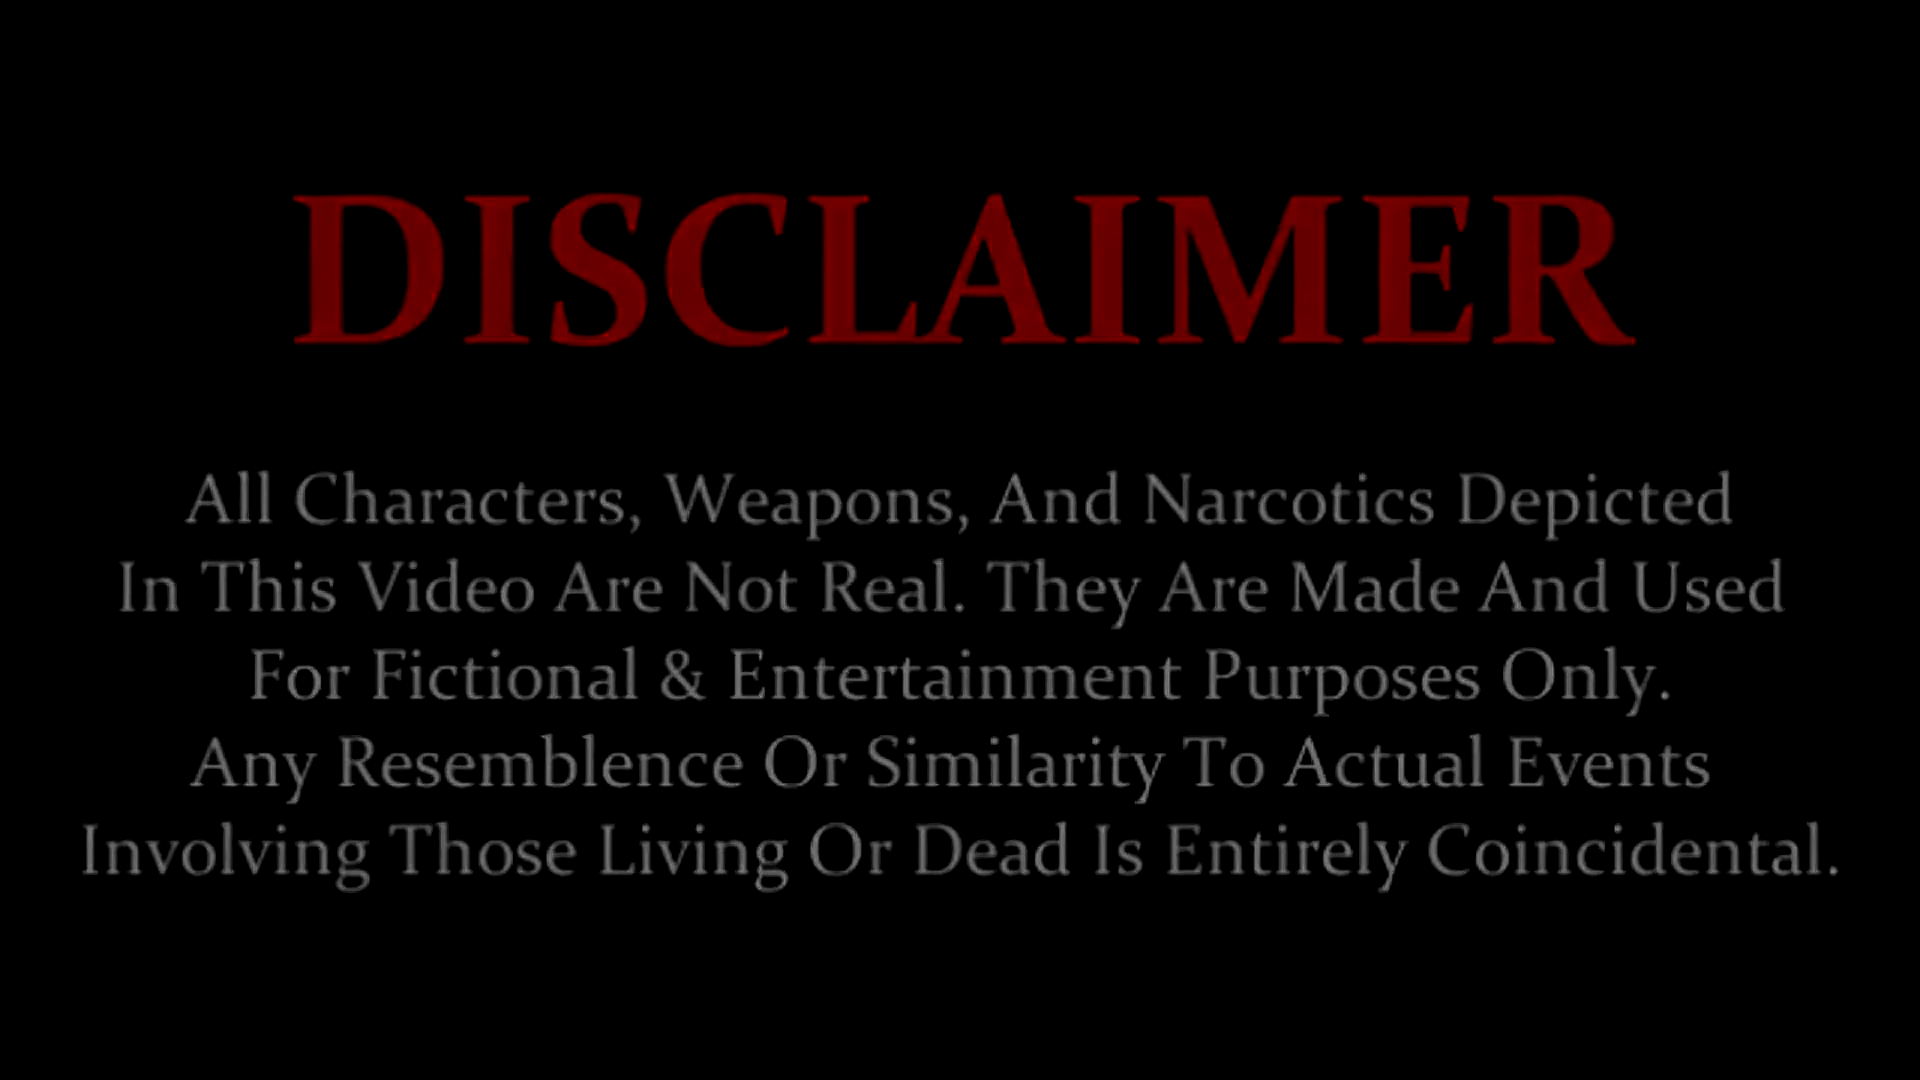 DISCLAIMER
All Characters, Weapons, And Narcotics Depicted
In This Video Are Not Real. They Are Made And Used
For Fictional & Entertainment Purposes Only.
Any Resemblence Or Similarity To Actual Events
Involving Those Living Or Dead Is Entirely Coincidental.